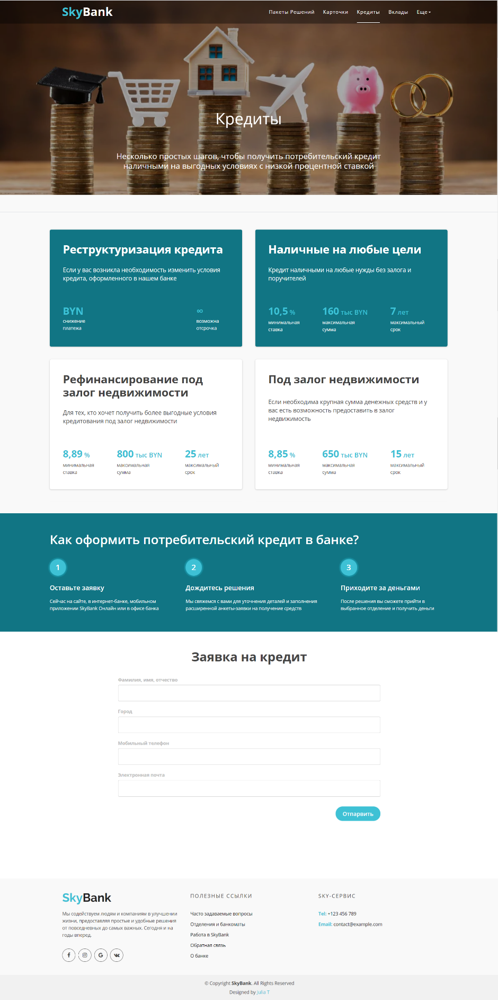 SkyBank
Пакеты Решений Карточки Кредиты Вклады Еще
Кредиты
Несколько простых шагов, чтобы получить потребительский кредит
наличными на выгодных условиях с низкой процентной ставкой
Реструктуризация кредита
Если у вас возникла необходимость изменить условия
кредита, оформленного в нашем банке
BYN
снижение
платежа
∞
возможна
отсрочка
Наличные на любые цели
Кредит наличными на любые нужды без залога и
поручителей
10,5 %
минимальная
ставка
160 тыс BYN
максимальная
сумма
7 лет
максимальный
срок
Рефинансирование под
залог недвижимости
Для тех, кто хочет получить более выгодные условия
кредитования под залог недвижимости
8,89 %
минимальная
ставка
800 тыс BYN
максимальная
сумма
25 лет
максимальный
срок
Под залог недвижимости
Если необходима крупная сумма денежных средств и у
вас есть возможность предоставить в залог
недвижимость
8,85 %
минимальная
ставка
650 тыс BYN
максимальная
сумма
15 лет
максимальный
срок
Как оформить потребительский кредит в банке?
1
Оставьте заявку
Сейчас на сайте, в интернет-банке, мобильном
приложении SkyBank Онлайн или в офисе банка
2
Дождитесь решения
Мы свяжемся с вами для уточнения деталей и заполнения
расширенной анкеты-заявки на получение средств
3
Приходите за деньгами
После решения вы сможете прийти в
выбранное отделение и получить деньги
Заявка на кредит
Фамилия, имя, отчество
Город
Мобильный телефон
Электронная почта
Отпарвить
SkyBank
Мы содействуем людям и компаниям в улучшении
жизни, предоставляя простые и удобные решения
от повседневных до самых важных. Сегодня и на
годы вперед.
ПОЛЕЗНЫЕ ССЫЛКИ
Часто задаваемые вопросы
Отделения и банкоматы
Работа в SkyBank
Обратная связь
О банке
SKY-СЕРВИС
Tel: +123 456 789
Email: contact@example.com
© Copyright SkyBank. All Rights Reserved
Designed by Julia T